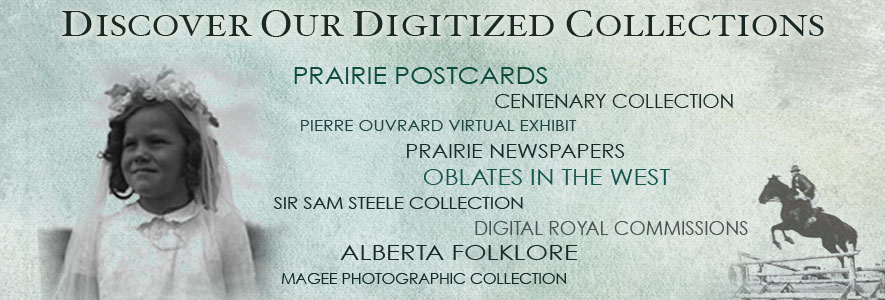 DISCOVER OUR DIGITIZED COLLECTIONS
PRAIRIE POSTCARDS
CENTENARY COLLECTION
PIERRE OUVRARD VIRTUAL EXHIBIT
PRAIRIE NEWSPAPERS
OBLATES IN THE WEST
SIR SAM STEELE COLLECTION
DIGITAL ROYAL COMMISSIONS
ALBERTA FOLKLORE
MAGEE PHOTOGRAPHIC COLLECTION